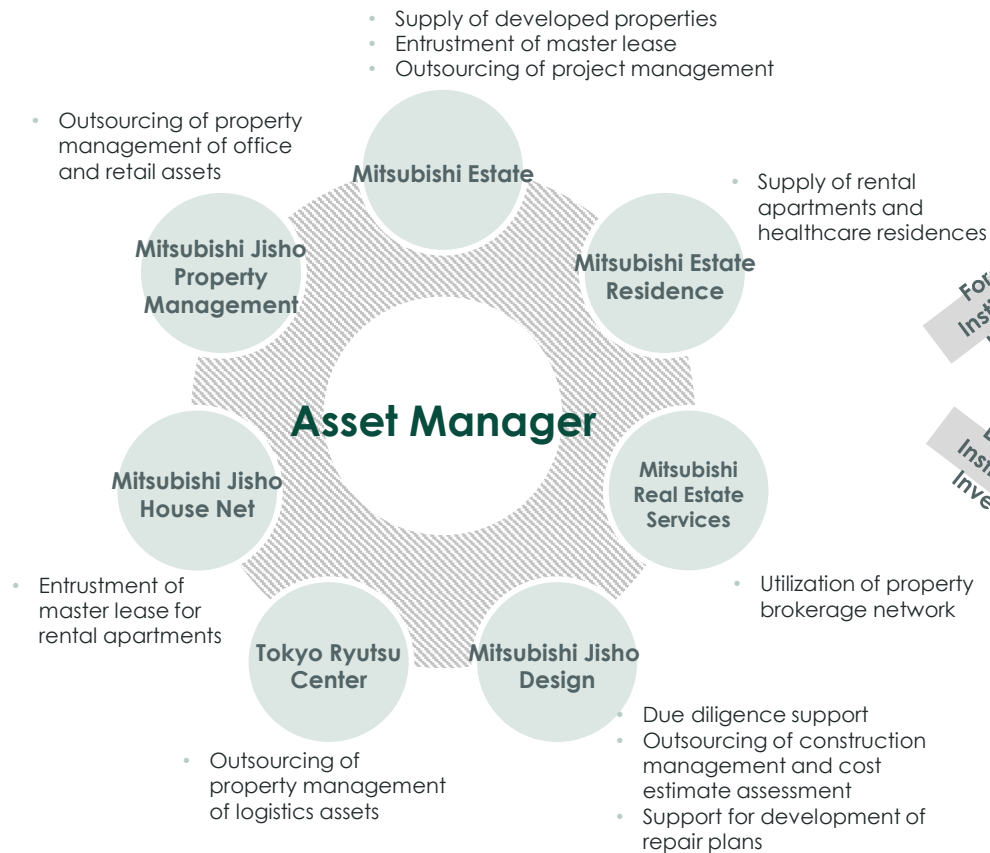 • Supply of developed properties
• Entrustment of master lease
• Outsourcing of project management
• Outsourcing of property
management of office
and retail assets
Mitsubishi Estate
• Supply of rental
apartments and
healthcare residences
Mitsubishi Jisho
Property
Management
Mitsubishi Estate
Residence
Asset Manager
Mitsubishi Jisho
House Net
Mitsubishi
Real Estate
Services
• Entrustment of
master lease for
rental apartments
• Utilization of property
brokerage network
Tokyo Ryutsu
Center
Mitsubishi Jisho
Design
• Outsourcing of
property management
of logistics assets
• Due diligence support
• Outsourcing of construction
management and cost
estimate assessment
• Support for development of
repair plans